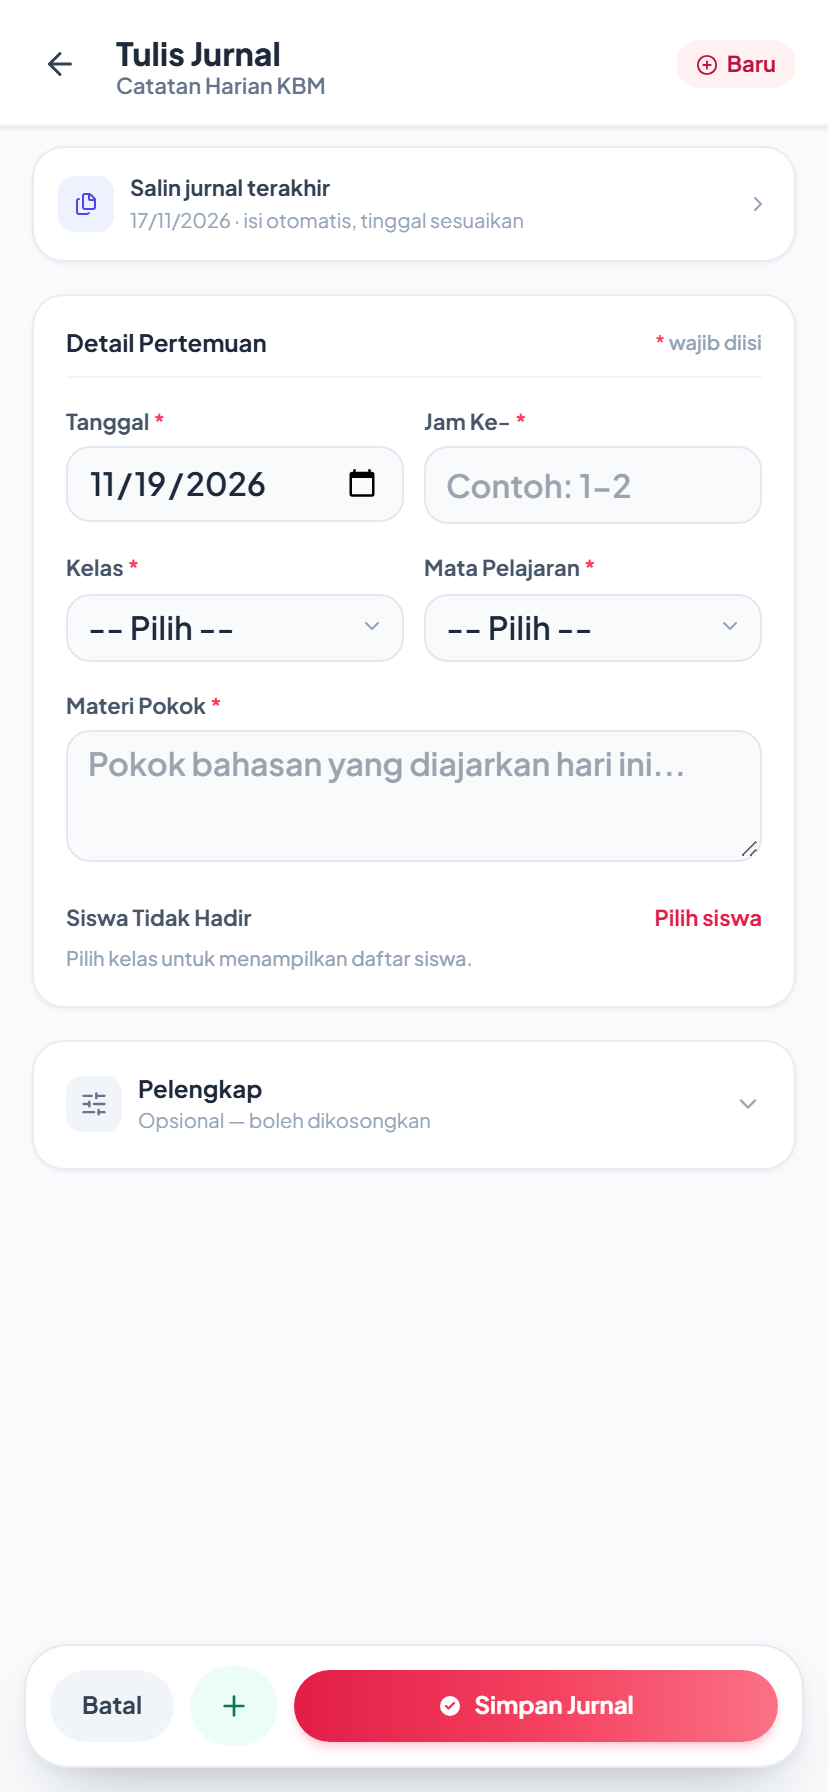 Tulis Jurnal
Catatan Harian KBM
Baru
Salin jurnal terakhir
17/11/2026 · isi otomatis, tinggal sesuaikan
Detail Pertemuan
* wajib diisi
Tanggal *
Jam Ke- *
11/19/2026
Contoh: 1-2
Kelas *
Mata Pelajaran *
-- Pilih --
-- Pilih --
Materi Pokok *
Pokok bahasan yang diajarkan hari ini...
Siswa Tidak Hadir
Pilih siswa
Pilih kelas untuk menampilkan daftar siswa.
Pelengkap
Opsional — boleh dikosongkan
Batal
Simpan Jurnal